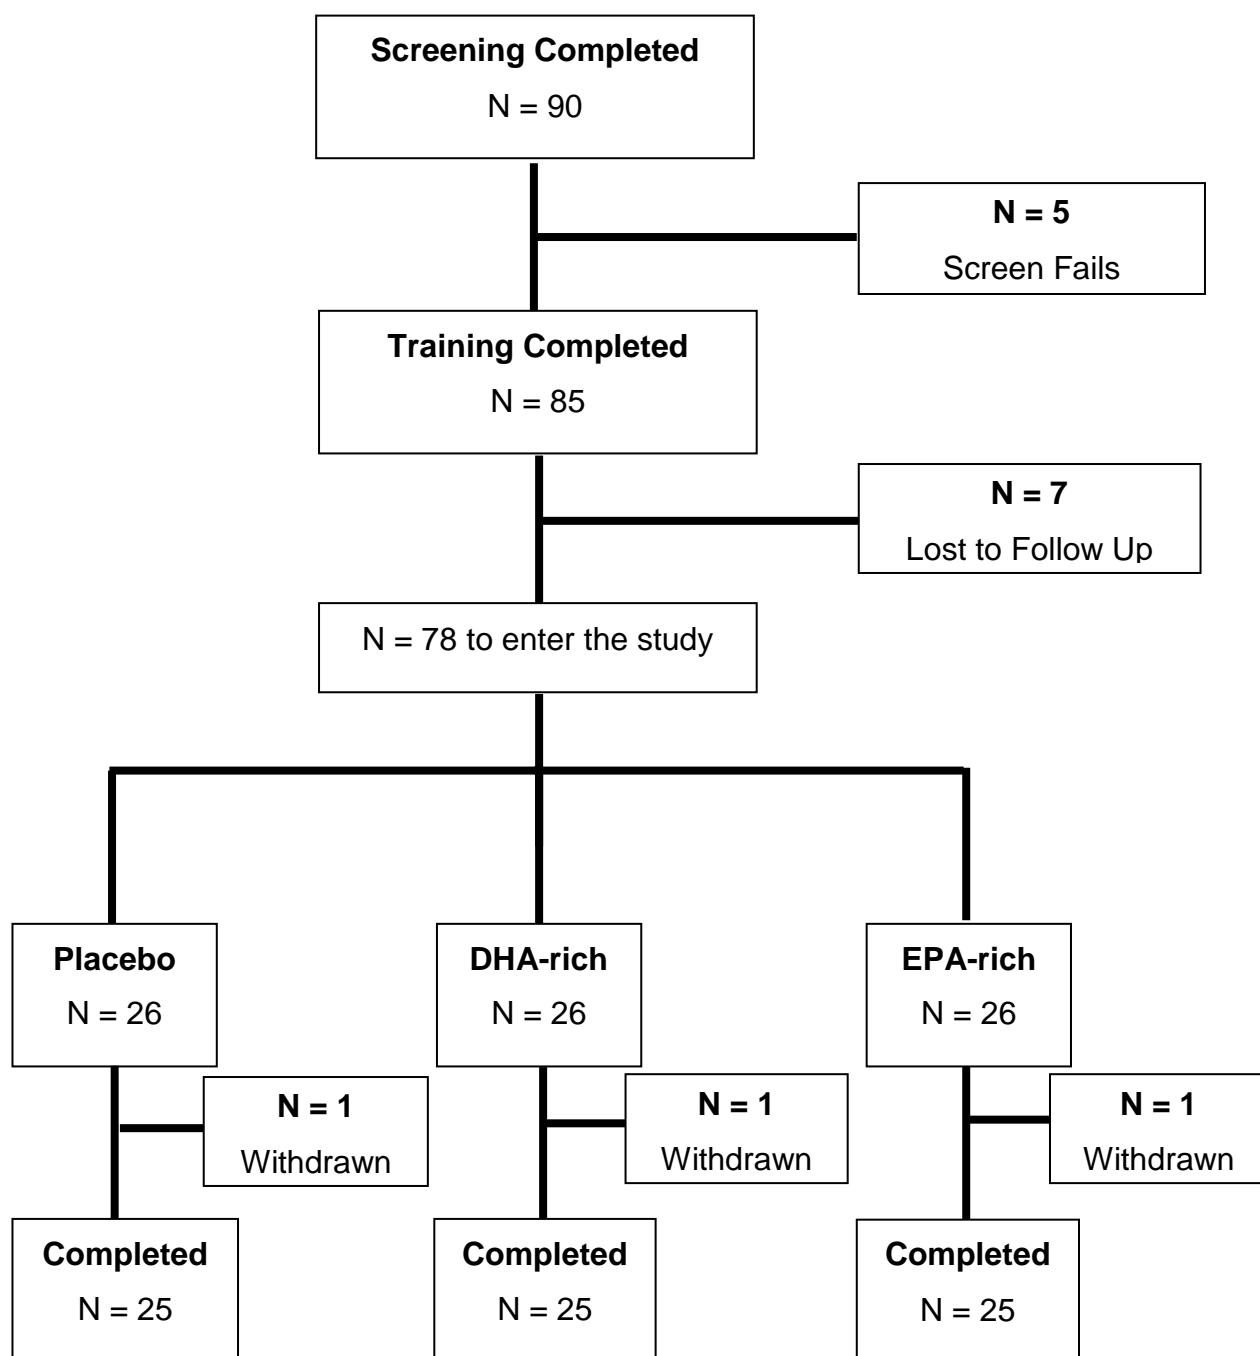 Screening Completed
N = 90
N = 5
Screen Fails
Training Completed
N = 85
N = 7
Lost to Follow Up
N = 78 to enter the study
Placebo
N = 26
DHA-rich
N = 26
EPA-rich
N = 26
N = 1
Withdrawn
N = 1
Withdrawn
N = 1
Withdrawn
Completed
N = 25
Completed
N = 25
Completed
N = 25